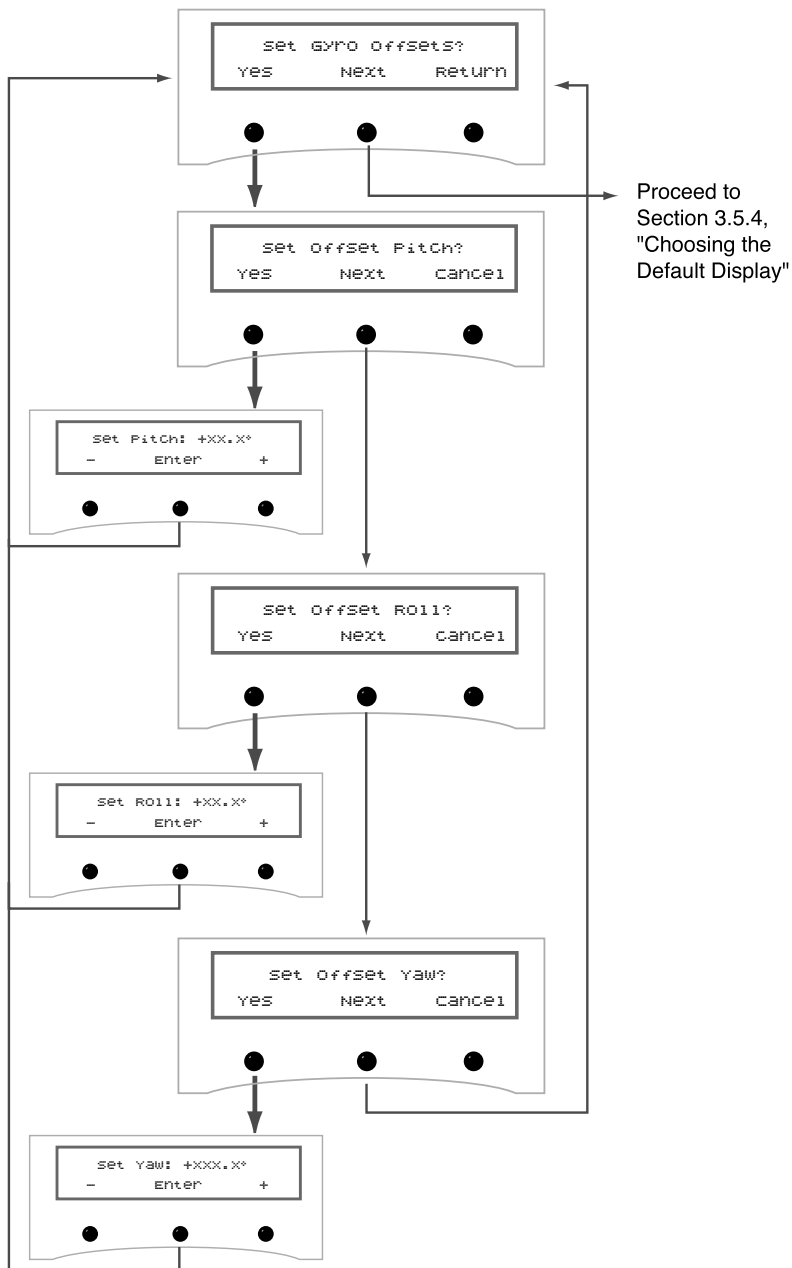 Set Gyro Offsets?
Yes Next Return
Proceed to
Section 3.5.4,
"Choosing the
Default Display"
Set Offset Pitch?
Yes Next Cancel
Set Pitch: +XX.X°
- Enter +
Set Offset Roll?
Yes Next Cancel
Set Roll: +XX.X°
- Enter +
Set Offset Yaw?
Yes Next Cancel
Set Yaw: +XXX.X°
- Enter +